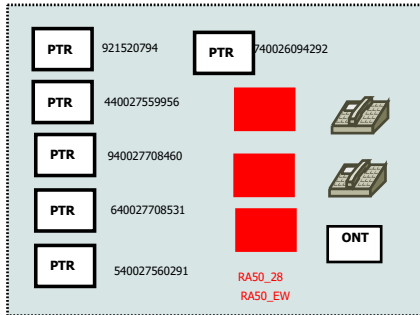 PTR 921520794 PTR 740026094292
PTR 440027559956
PTR 940027708460
PTR 640027708531
ONT
PTR 540027560291
RA50_28
RA50_EW